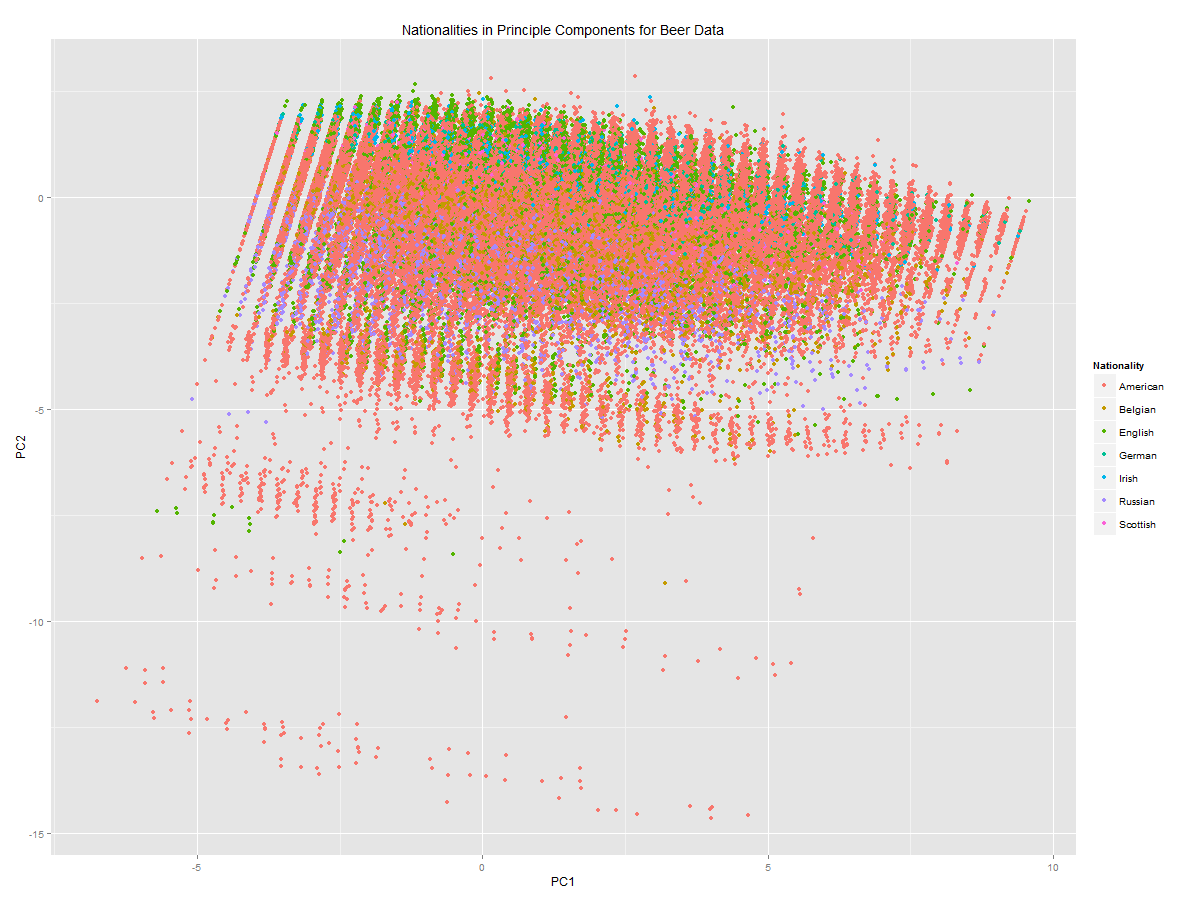 Nationalities in Principle Components for Beer Data
0
-5
-10
-15
PC2
-5
0
5
10
PC1
Nationality
American
Belgian
English
German
Irish
Russian
Scottish